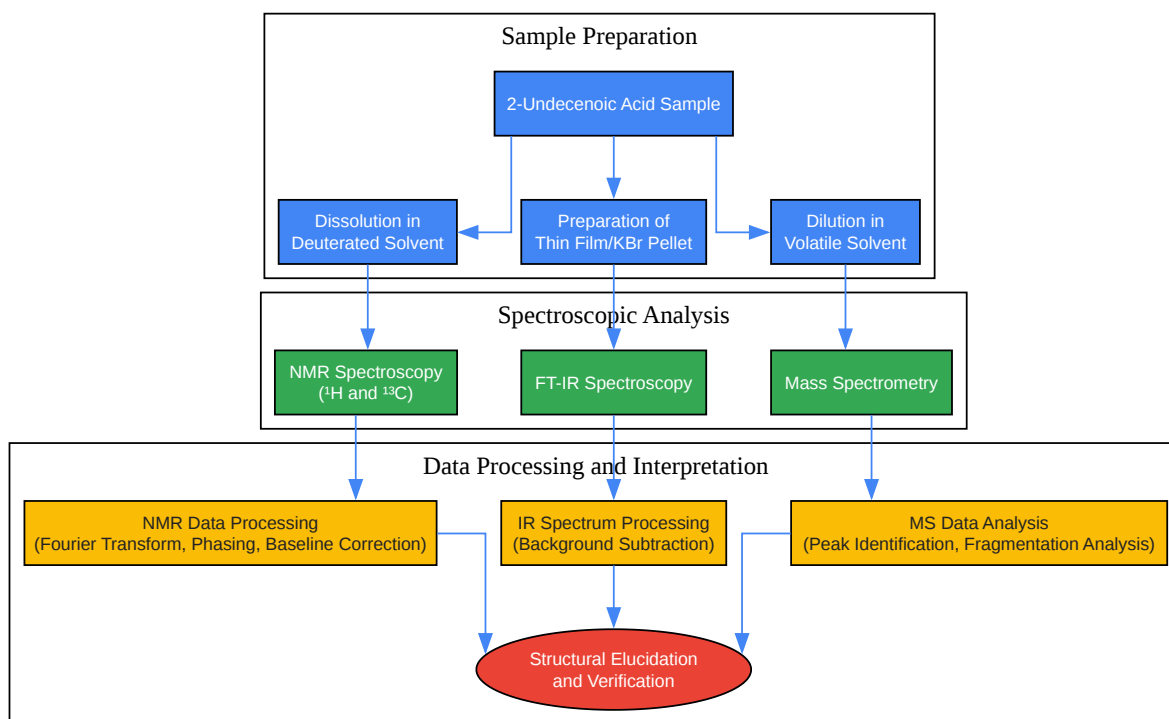 Sample Preparation
2-Undecenoic Acid Sample
Dissolution in
Deuterated Solvent
Preparation of
Thin Film/KBr Pellet
Dilution in
Volatile Solvent
Spectroscopic Analysis
NMR Spectroscopy
(¹H and ¹³C)
FT-IR Spectroscopy
Mass Spectrometry
Data Processing and Interpretation
NMR Data Processing
(Fourier Transform, Phasing, Baseline Correction)
IR Spectrum Processing
(Background Subtraction)
MS Data Analysis
(Peak Identification, Fragmentation Analysis)
Structural Elucidation
and Verification